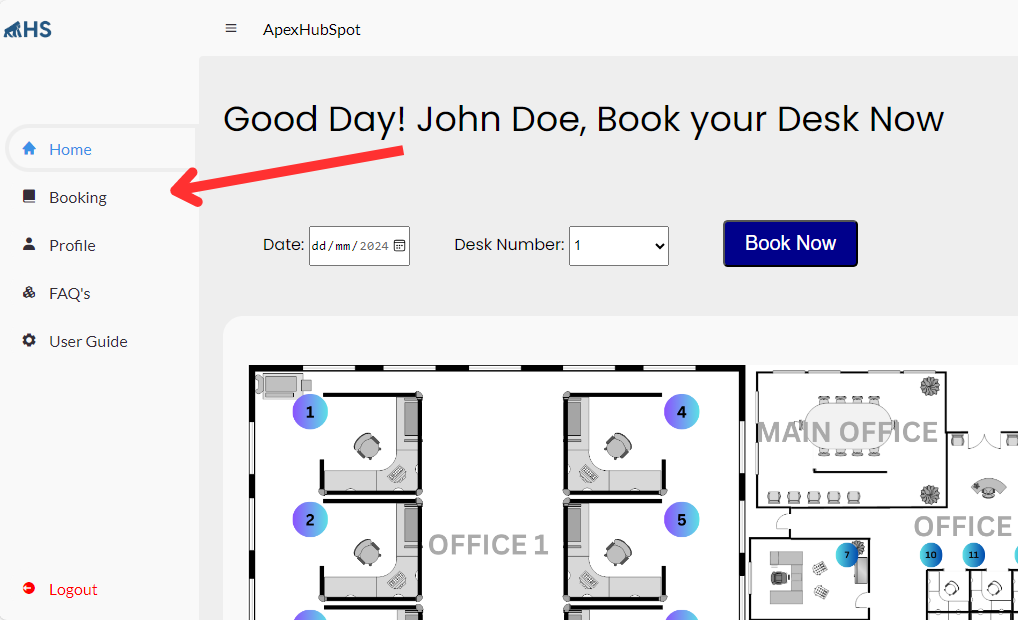 HS
ApexHubSpot
Good Day! John Doe, Book your Desk Now
Home
Booking
Profile
FAQ's
User Guide
Logout
Date: dd/mm/2024
Desk Number: 1
Book Now
1
4
MAIN OFFICE
2
5
OFFICE 1
OFFICE
7
10
11